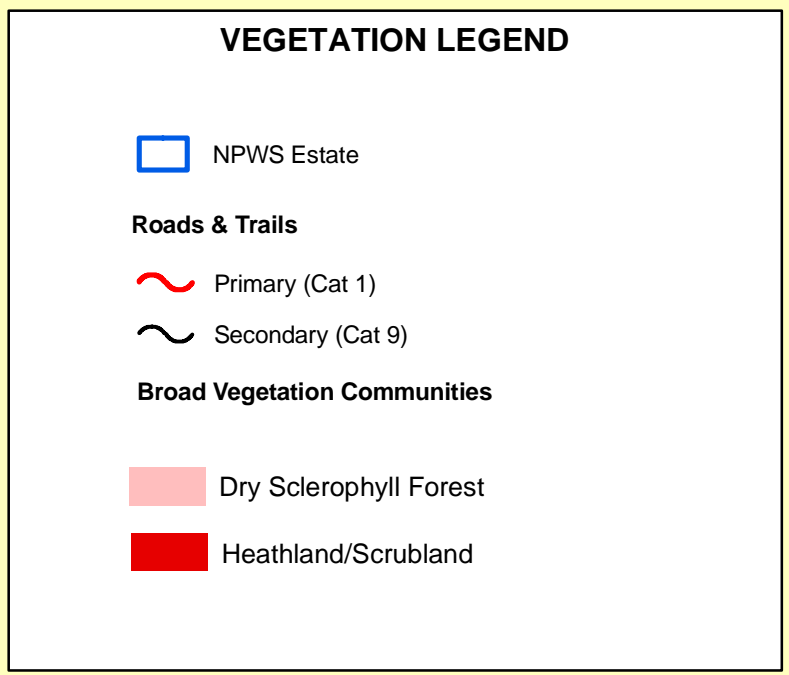 VEGETATION LEGEND
NPWS Estate
Roads & Trails
Primary (Cat 1)
Secondary (Cat 9)
Broad Vegetation Communities
Dry Sclerophyll Forest
Heathland/Scrubland